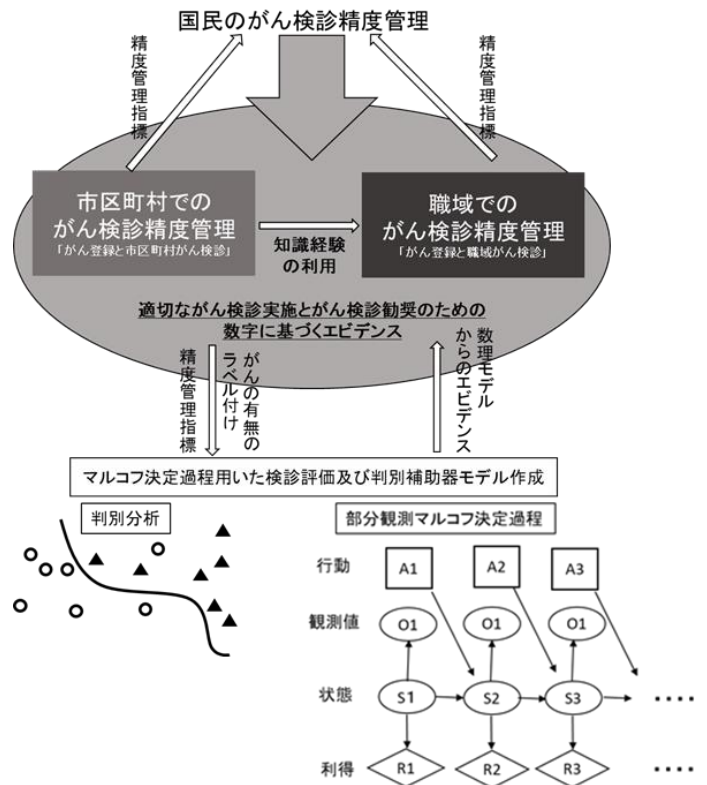 国民のがん検診精度管理
精度管理指標
精度管理指標
市区町村での
がん検診精度管理
「がん登録と市区町村がん検診」
知識経験
の利用
職域での
がん検診精度管理
「がん登録と職域がん検診」
適切ながん検診実施とがん検診勧奨のための
数字に基づくエビデンス
がんの有無の
ラベル付け
精度管理指標
数理モデル
からのエビデンス
マルコフ決定過程用いた検診評価及び判別補助器モデル作成
判別分析
部分観測マルコフ決定過程
行動
A1
A2
A3
観測値
O1
O1
O1
状態
S1
S2
S3
‥‥
利得
R1
R2
R3
‥‥